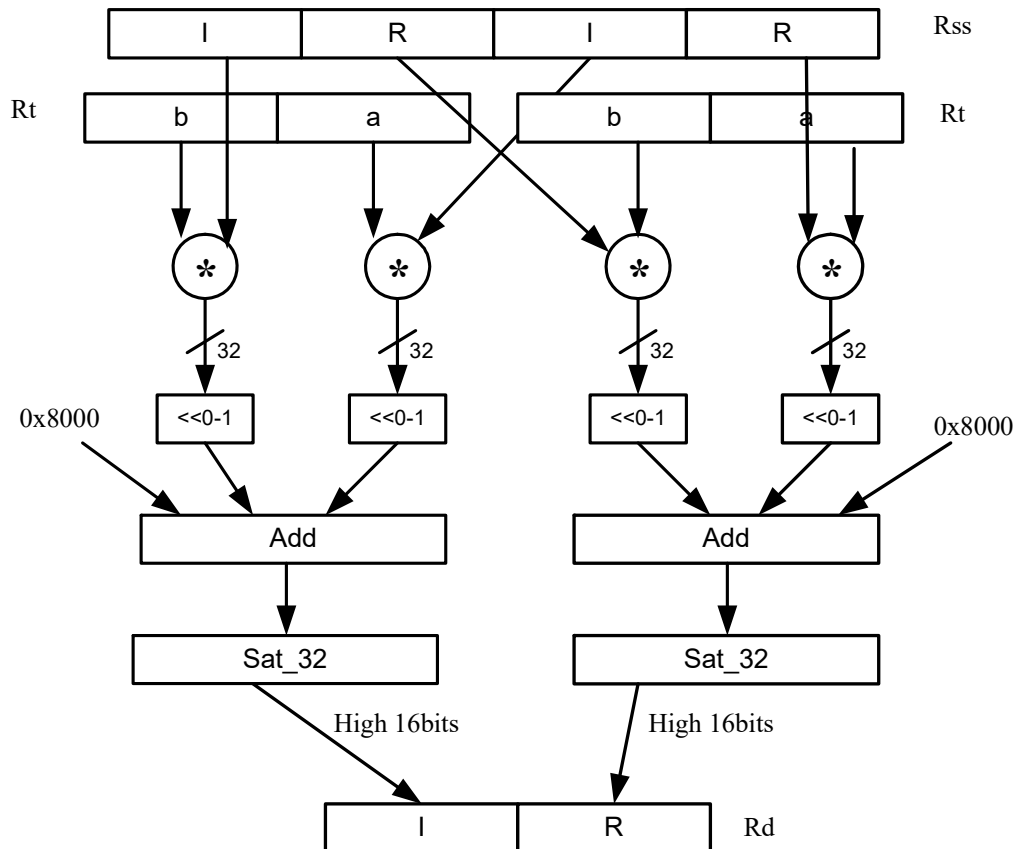 I R I R Rss
Rt b a b a Rt
* * * *
32 32 32 32
<<0-1 <<0-1 <<0-1 <<0-1
0x8000 0x8000
Add Add
Sat_32 Sat_32
High 16bits High 16bits
I R Rd